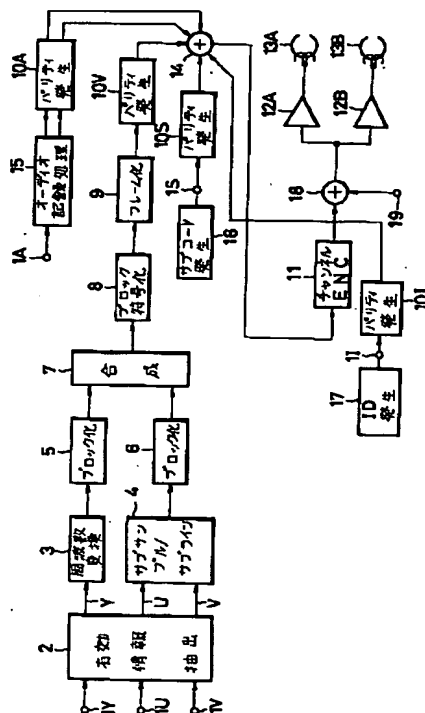 1A
15
オーディオ
記録処理
10A
パリティ
発生
1Y
1U
1V
2
有効
情報
抽出
Y
U
V
3
周波数
変換
4
サブサン
プル/
サブライン
5
ブロック化
6
ブロック化
7
合成
8
ブロック
符号化
9
フレーム化
10V
パリティ
発生
14
16
サブコード
発生
1S
10S
パリティ
発生
17
ID
発生
1I
10I
パリティ
発生
11
チャンネル
ENC
18
19
12A
13A
12B
13B